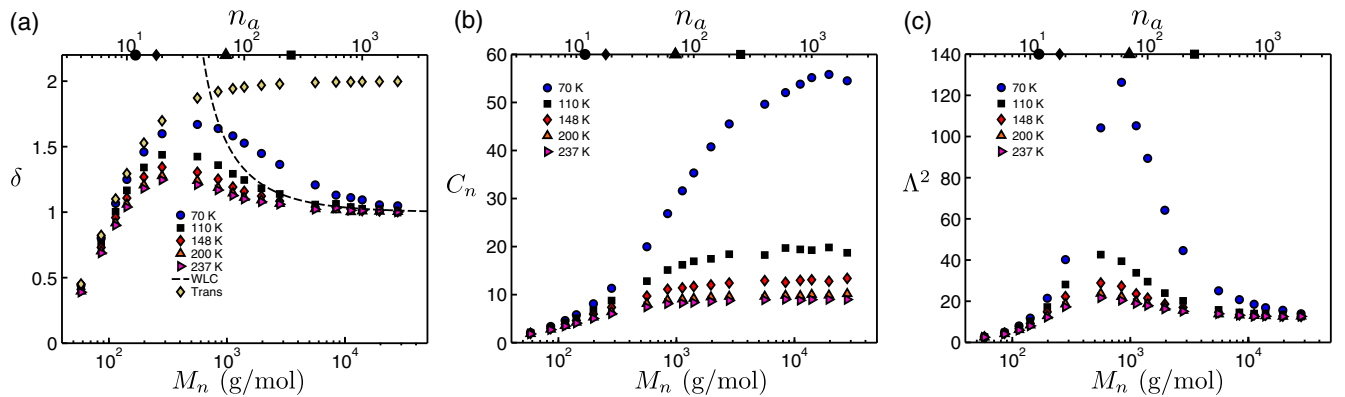 (a)
n_a
10^1 10^2 10^3
δ
2
1.5
1
0.5
0
70 K
110 K
148 K
200 K
237 K
WLC
Trans
10^2 10^3 10^4
M_n (g/mol)
(b)
n_a
10^1 10^2 10^3
C_n
60
50
40
30
20
10
0
70 K
110 K
148 K
200 K
237 K
10^2 10^3 10^4
M_n (g/mol)
(c)
n_a
10^1 10^2 10^3
Λ^2
140
120
100
80
60
40
20
0
70 K
110 K
148 K
200 K
237 K
10^2 10^3 10^4
M_n (g/mol)